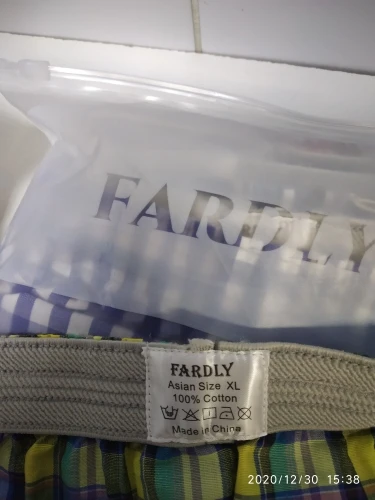 FARDLY
FARDLY
Asian Size XL
100% Cotton
Made in China
2020/12/30 15:38